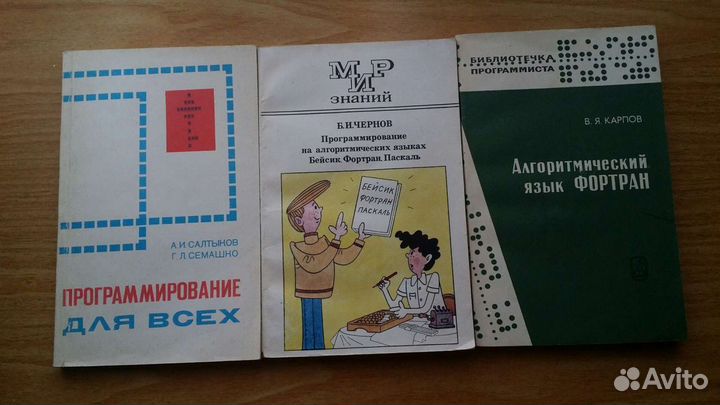 А. И. САЛТЫКОВ
Г. Л. СЕМАШКО
ПРОГРАММИРОВАНИЕ
ДЛЯ ВСЕХ
МИР
знаний
Б.И.ЧЕРНОВ
Программирование
на алгоритмических языках
Бейсик, Фортран, Паскаль
БЕЙСИК
ФОРТРАН
ПАСКАЛЬ
БИБЛИОТЕЧКА
ПРОГРАММИСТА
В. Я. КАРПОВ
Алгоритмический
язык ФОРТРАН
Avito